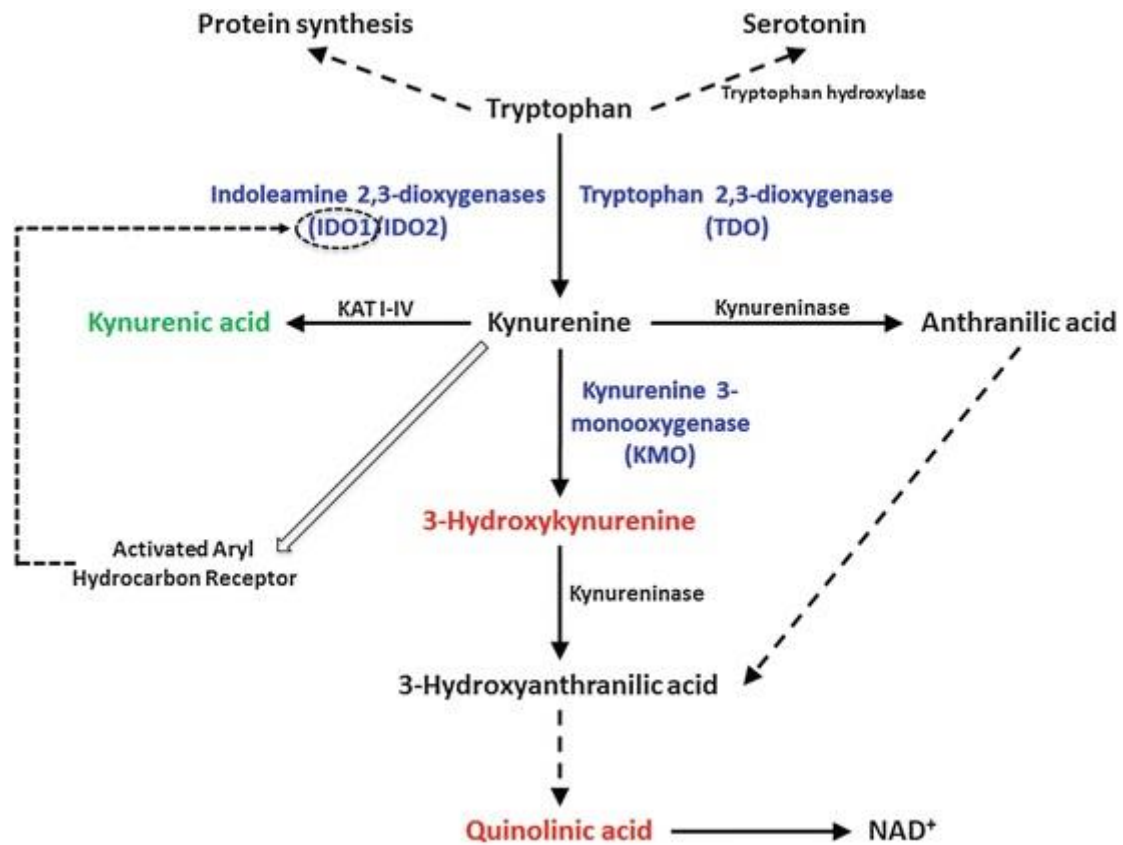 Protein synthesis
Serotonin
Tryptophan hydroxylase
Tryptophan
Indoleamine 2,3-dioxygenases
(IDO1/IDO2)
Tryptophan 2,3-dioxygenase
(TDO)
Kynurenic acid
KAT I-IV
Kynurenine
Kynureninase
Anthranilic acid
Kynurenine 3-
monooxygenase
(KMO)
3-Hydroxykynurenine
Activated Aryl
Hydrocarbon Receptor
Kynureninase
3-Hydroxyanthranilic acid
Quinolinic acid
NAD⁺